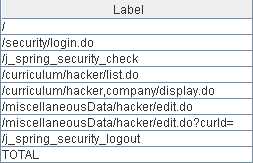 Label
/
/security/login.do
/j_spring_security_check
/curriculum/hacker/list.do
/curriculum/hacker,company/display.do
/miscellaneousData/hacker/edit.do
/miscellaneousData/hacker/edit.do?curId=
/j_spring_security_logout
TOTAL